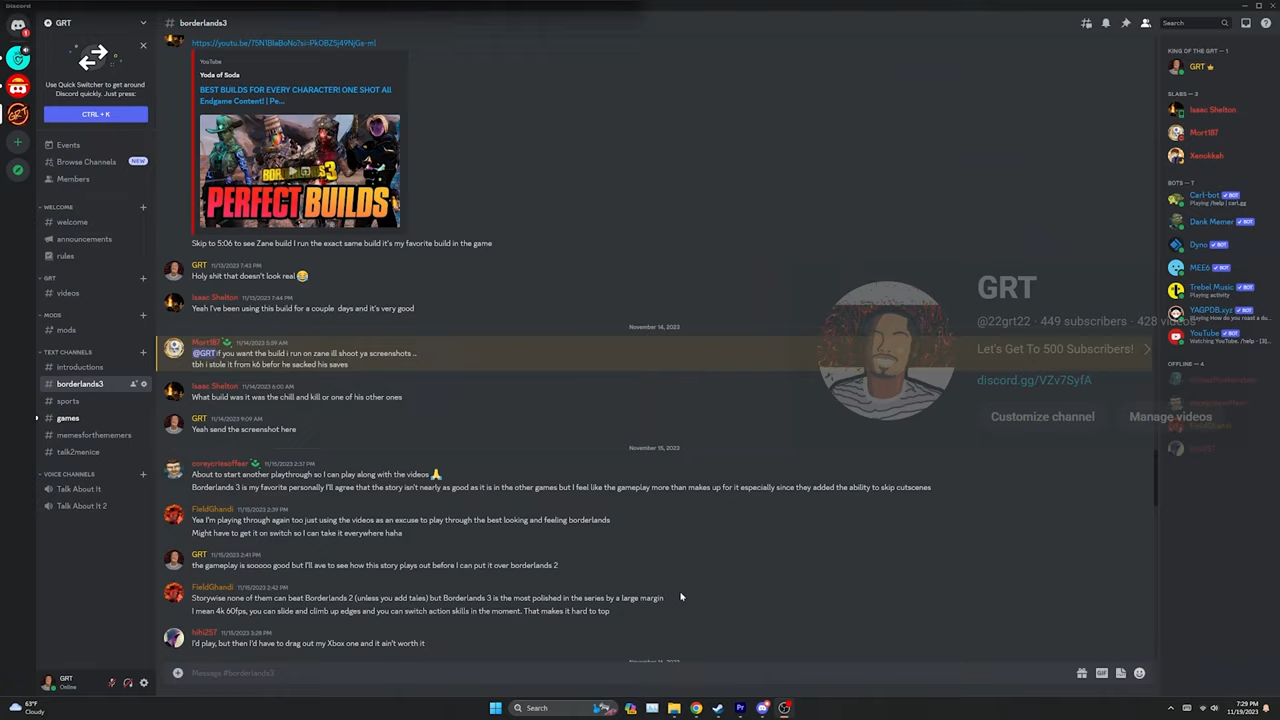 Discord
GRT
Use Quick Switcher to get around
Discord quickly. Just press:
CTRL + K
Events
Browse Channels
NEW
Members
WELCOME
welcome
announcements
rules
GRT
videos
MODS
mods
TEXT CHANNELS
introductions
borderlands3
sports
games
memesforthememers
talk2menice
VOICE CHANNELS
Talk About It
Talk About It 2
GRT
Online
borderlands3
YouTube
Yoda of Soda
BEST BUILDS FOR EVERY CHARACTER! ONE SHOT All
Endgame Content! | Pe...
PERFECT BUILDS
Skip to 5:06 to see Zane build I run the exact same build it's my favorite build in the game
GRT 11/13/2023 7:43 PM
Holy shit that doesn't look real 😂
Isaac Shelton 11/13/2023 7:44 PM
Yeah I've been using this build for a couple days and it's very good
November 14, 2023
Mort187 11/14/2023 5:59 AM
@GRT if you want the build i run on zane ill shoot ya screenshots ..
tbh i stole it from k6 befor he sacked his saves
Isaac Shelton 11/14/2023 6:00 AM
What build was it was the chill and kill or one of his other ones
GRT 11/14/2023 9:09 AM
Yeah send the screenshot here
November 15, 2023
coreycriesoffear 11/15/2023 2:37 PM
About to start another playthrough so I can play along with the videos 🙏
Borderlands 3 is my favorite personally I'll agree that the story isn't nearly as good as it is in the other games but I feel like the gameplay more than makes up for it especially since they added the ability to skip cutscenes
FieldGhandi 11/15/2023 2:39 PM
Yea I'm playing through again too just using the videos as an excuse to play through the best looking and feeling borderlands
Might have to get it on switch so I can take it everywhere haha
GRT 11/15/2023 2:41 PM
the gameplay is sooooo good but I'll ave to see how this story plays out before I can put it over borderlands 2
FieldGhandi 11/15/2023 2:42 PM
Storywise none of them can beat Borderlands 2 (unless you add tales) but Borderlands 3 is the most polished in the series by a large margin
I mean 4k 60fps, you can slide and climb up edges and you can switch action skills in the moment. That makes it hard to top
hihi257 11/15/2023 3:28 PM
I'd play, but then I'd have to drag out my Xbox one and it ain't worth it
Message #borderlands3
GRT
@22grt22 · 449 subscribers · 428 videos
Let's Get To 500 Subscribers!
discord.gg/VZv7SyfA
Customize channel
Manage videos
Search
KING OF THE GRT — 1
GRT
SLABS — 3
Isaac Shelton
Mort187
Xenokkah
BOTS — 7
Carl-bot BOT
Playing /help | carl.gg
Dank Memer BOT
Dyno BOT
MEE6 BOT
Trebel Music BOT
Playing activity
YAGPDB.xyz BOT
YouTube BOT
Watching YouTube. /help - [3]
OFFLINE — 4
63°F
Cloudy
Search
7:29 PM
11/19/2023